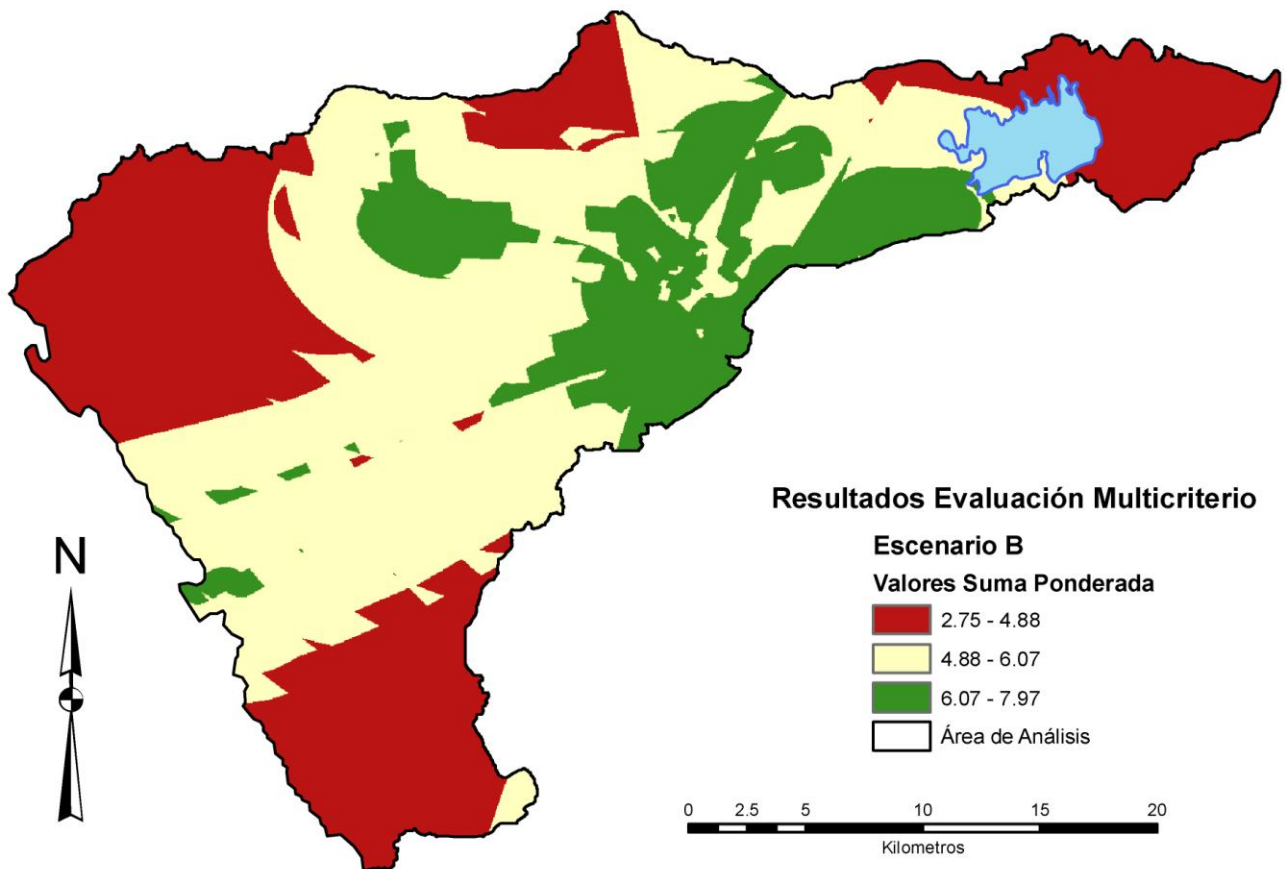 Resultados Evaluación Multicriterio
Escenario B
Valores Suma Ponderada
2.75 - 4.88
4.88 - 6.07
6.07 - 7.97
Área de Análisis
N
0 2.5 5 10 15 20
Kilometros